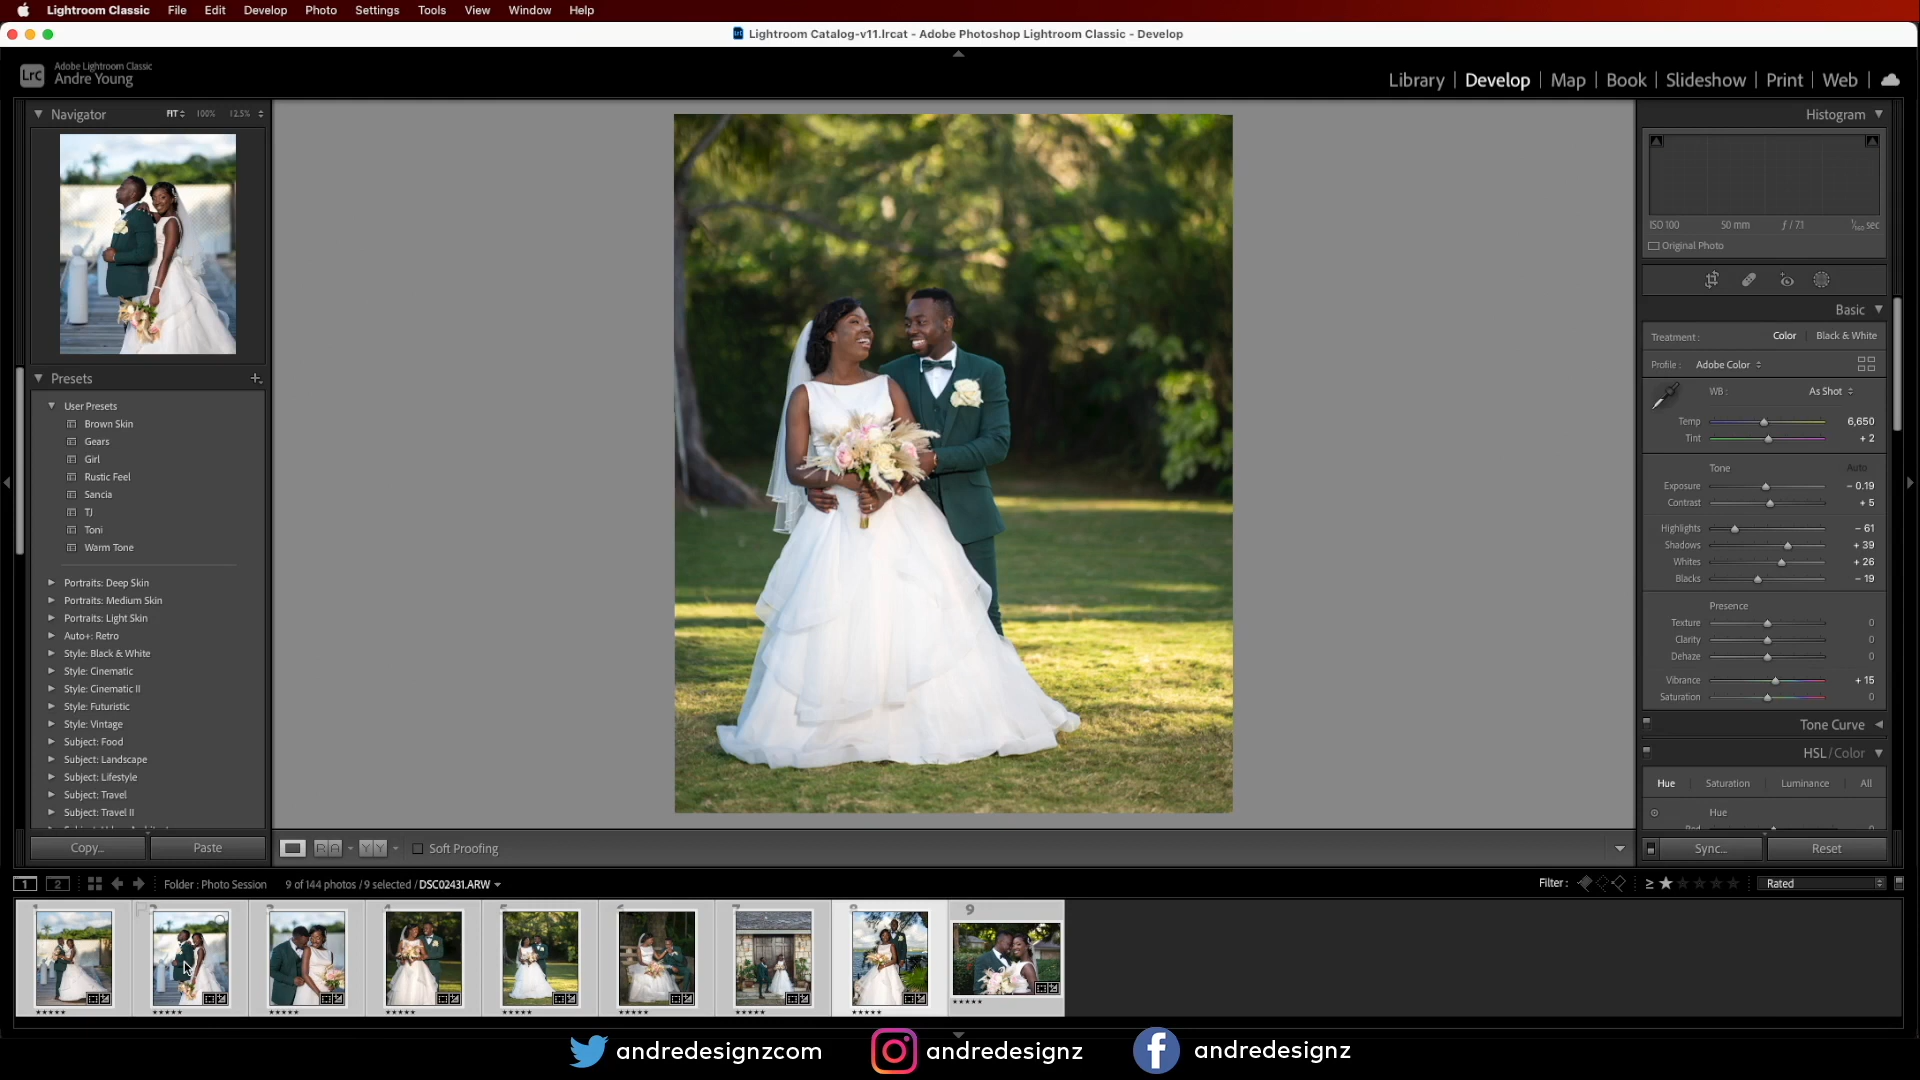 Lightroom Classic File Edit Develop Photo Settings Tools View Window Help
Lightroom Catalog-v11.lrcat - Adobe Photoshop Lightroom Classic - Develop
LrC
Adobe Lightroom Classic
Andre Young
Library | Develop | Map | Book | Slideshow | Print | Web
Navigator FIT 100% 12.5%
Presets +
User Presets
Brown Skin
Gears
Girl
Rustic Feel
Sancia
TJ
Toni
Warm Tone
Portraits: Deep Skin
Portraits: Medium Skin
Portraits: Light Skin
Auto+: Retro
Style: Black & White
Style: Cinematic
Style: Cinematic II
Style: Futuristic
Style: Vintage
Subject: Food
Subject: Landscape
Subject: Lifestyle
Subject: Travel
Subject: Travel II
Copy... Paste
Soft Proofing
Histogram
ISO 100 50 mm
Original Photo
Basic
Treatment : Color Black & White
Profile : Adobe Color
WB : As Shot
Temp 6,650
Tint + 2
Tone Auto
Exposure - 0.19
Contrast + 5
Highlights - 61
Shadows + 39
Whites + 26
Blacks - 19
Presence
Texture 0
Clarity 0
Dehaze 0
Vibrance + 15
Saturation 0
Tone Curve
HSL / Color
Hue Saturation Luminance All
Hue
Red 0
Sync... Reset
1 2 Folder : Photo Session 9 of 144 photos / 9 selected / DSC02431.ARW Filter : ≥ Rated
9
andredesignzcom andredesignz andredesignz